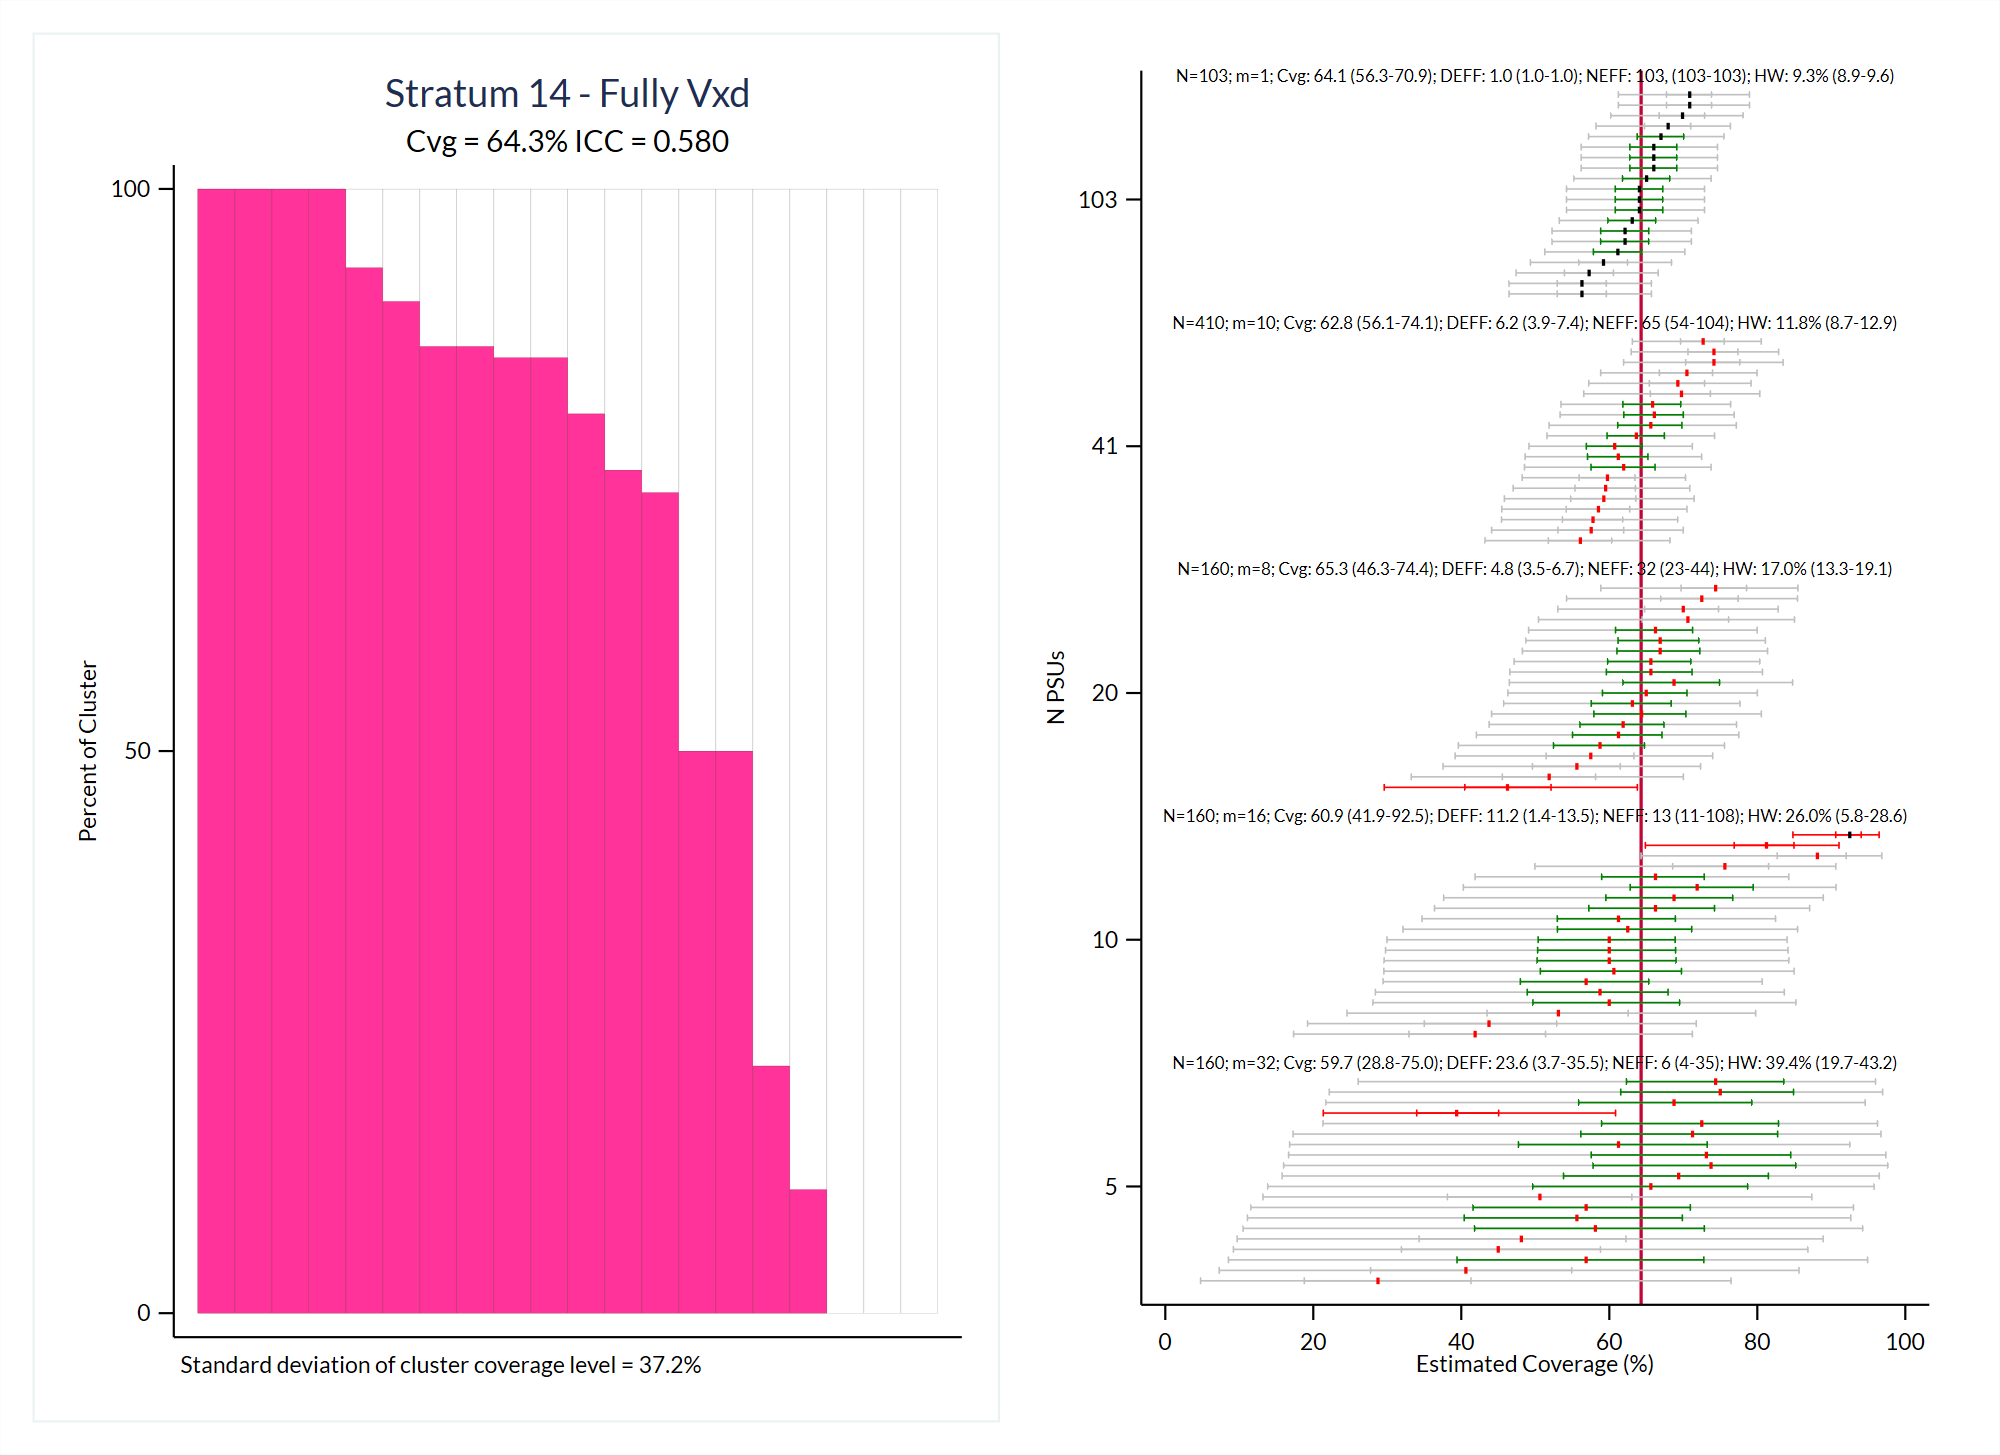 Stratum 14 - Fully Vxd
Cvg = 64.3% ICC = 0.580
100
50
0
Percent of Cluster
Standard deviation of cluster coverage level = 37.2%
N=103; m=1; Cvg: 64.1 (56.3-70.9); DEFF: 1.0 (1.0-1.0); NEFF: 103, (103-103); HW: 9.3% (8.9-9.6)
103
N=410; m=10; Cvg: 62.8 (56.1-74.1); DEFF: 6.2 (3.9-7.4); NEFF: 65 (54-104); HW: 11.8% (8.7-12.9)
41
N=160; m=8; Cvg: 65.3 (46.3-74.4); DEFF: 4.8 (3.5-6.7); NEFF: 32 (23-44); HW: 17.0% (13.3-19.1)
20
N=160; m=16; Cvg: 60.9 (41.9-92.5); DEFF: 11.2 (1.4-13.5); NEFF: 13 (11-108); HW: 26.0% (5.8-28.6)
10
N=160; m=32; Cvg: 59.7 (28.8-75.0); DEFF: 23.6 (3.7-35.5); NEFF: 6 (4-35); HW: 39.4% (19.7-43.2)
5
N PSUs
0 20 40 60 80 100
Estimated Coverage (%)